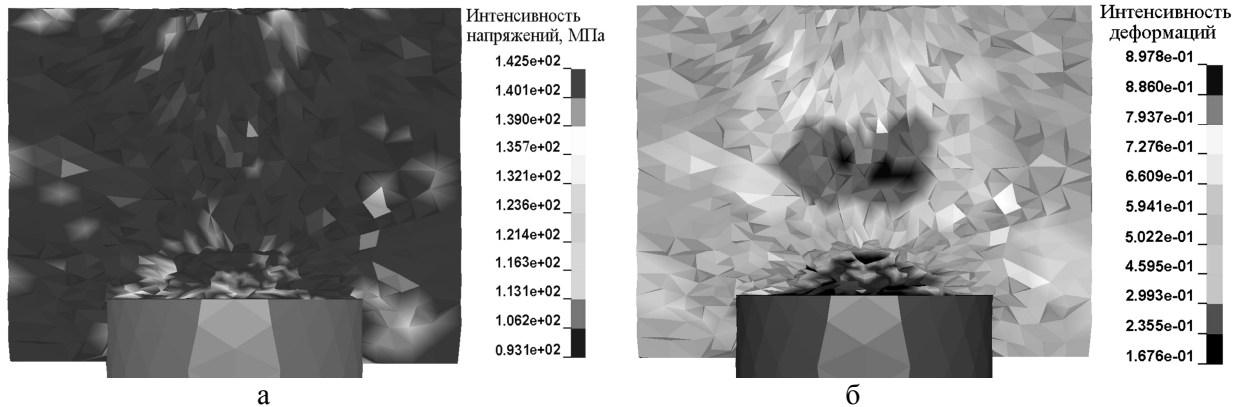 Интенсивность
напряжений, МПа
1.425e+02
1.401e+02
1.390e+02
1.357e+02
1.321e+02
1.236e+02
1.214e+02
1.163e+02
1.131e+02
1.062e+02
0.931e+02
а
Интенсивность
деформаций
8.978e-01
8.860e-01
7.937e-01
7.276e-01
6.609e-01
5.941e-01
5.022e-01
4.595e-01
2.993e-01
2.355e-01
1.676e-01
б